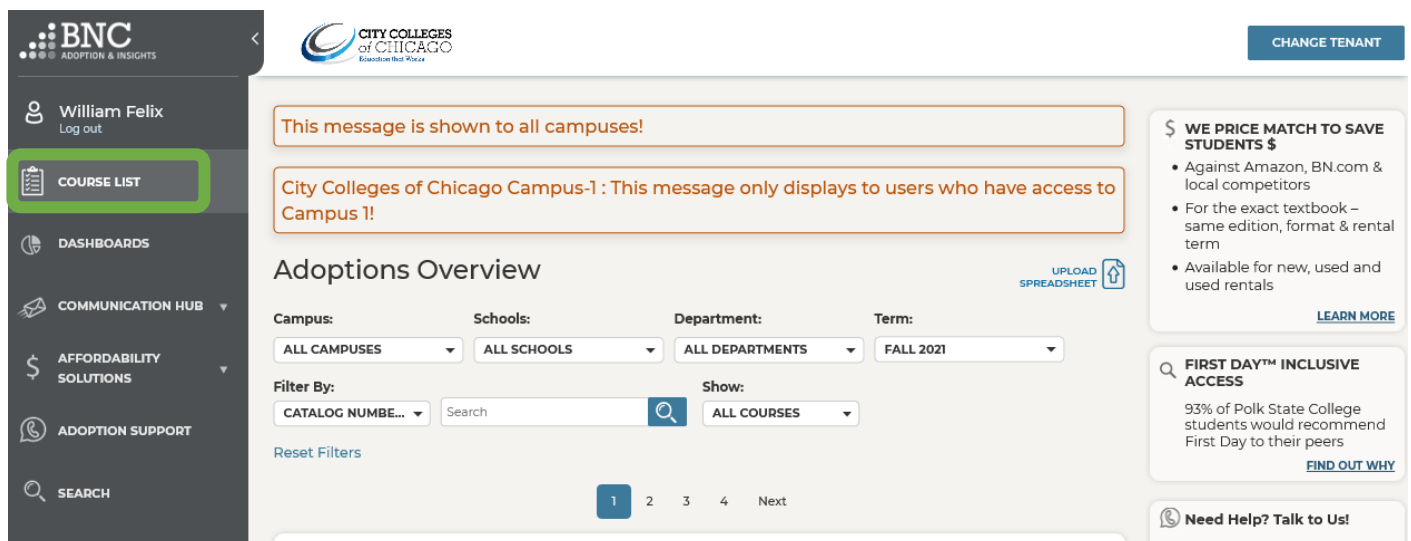 BNC
ADOPTION & INSIGHTS
William Felix
Log out
COURSE LIST
DASHBOARDS
COMMUNICATION HUB
AFFORDABILITY
SOLUTIONS
ADOPTION SUPPORT
SEARCH
CITY COLLEGES
of CHICAGO
Education that Works
CHANGE TENANT
This message is shown to all campuses!
City Colleges of Chicago Campus-1 : This message only displays to users who have access to
Campus 1!
Adoptions Overview
UPLOAD
SPREADSHEET
Campus: Schools: Department: Term:
ALL CAMPUSES ALL SCHOOLS ALL DEPARTMENTS FALL 2021
Filter By: Show:
CATALOG NUMBE... Search ALL COURSES
Reset Filters
1 2 3 4 Next
$ WE PRICE MATCH TO SAVE
STUDENTS $
• Against Amazon, BN.com &
local competitors
• For the exact textbook –
same edition, format & rental
term
• Available for new, used and
used rentals
LEARN MORE
FIRST DAY™ INCLUSIVE
ACCESS
93% of Polk State College
students would recommend
First Day to their peers
FIND OUT WHY
Need Help? Talk to Us!